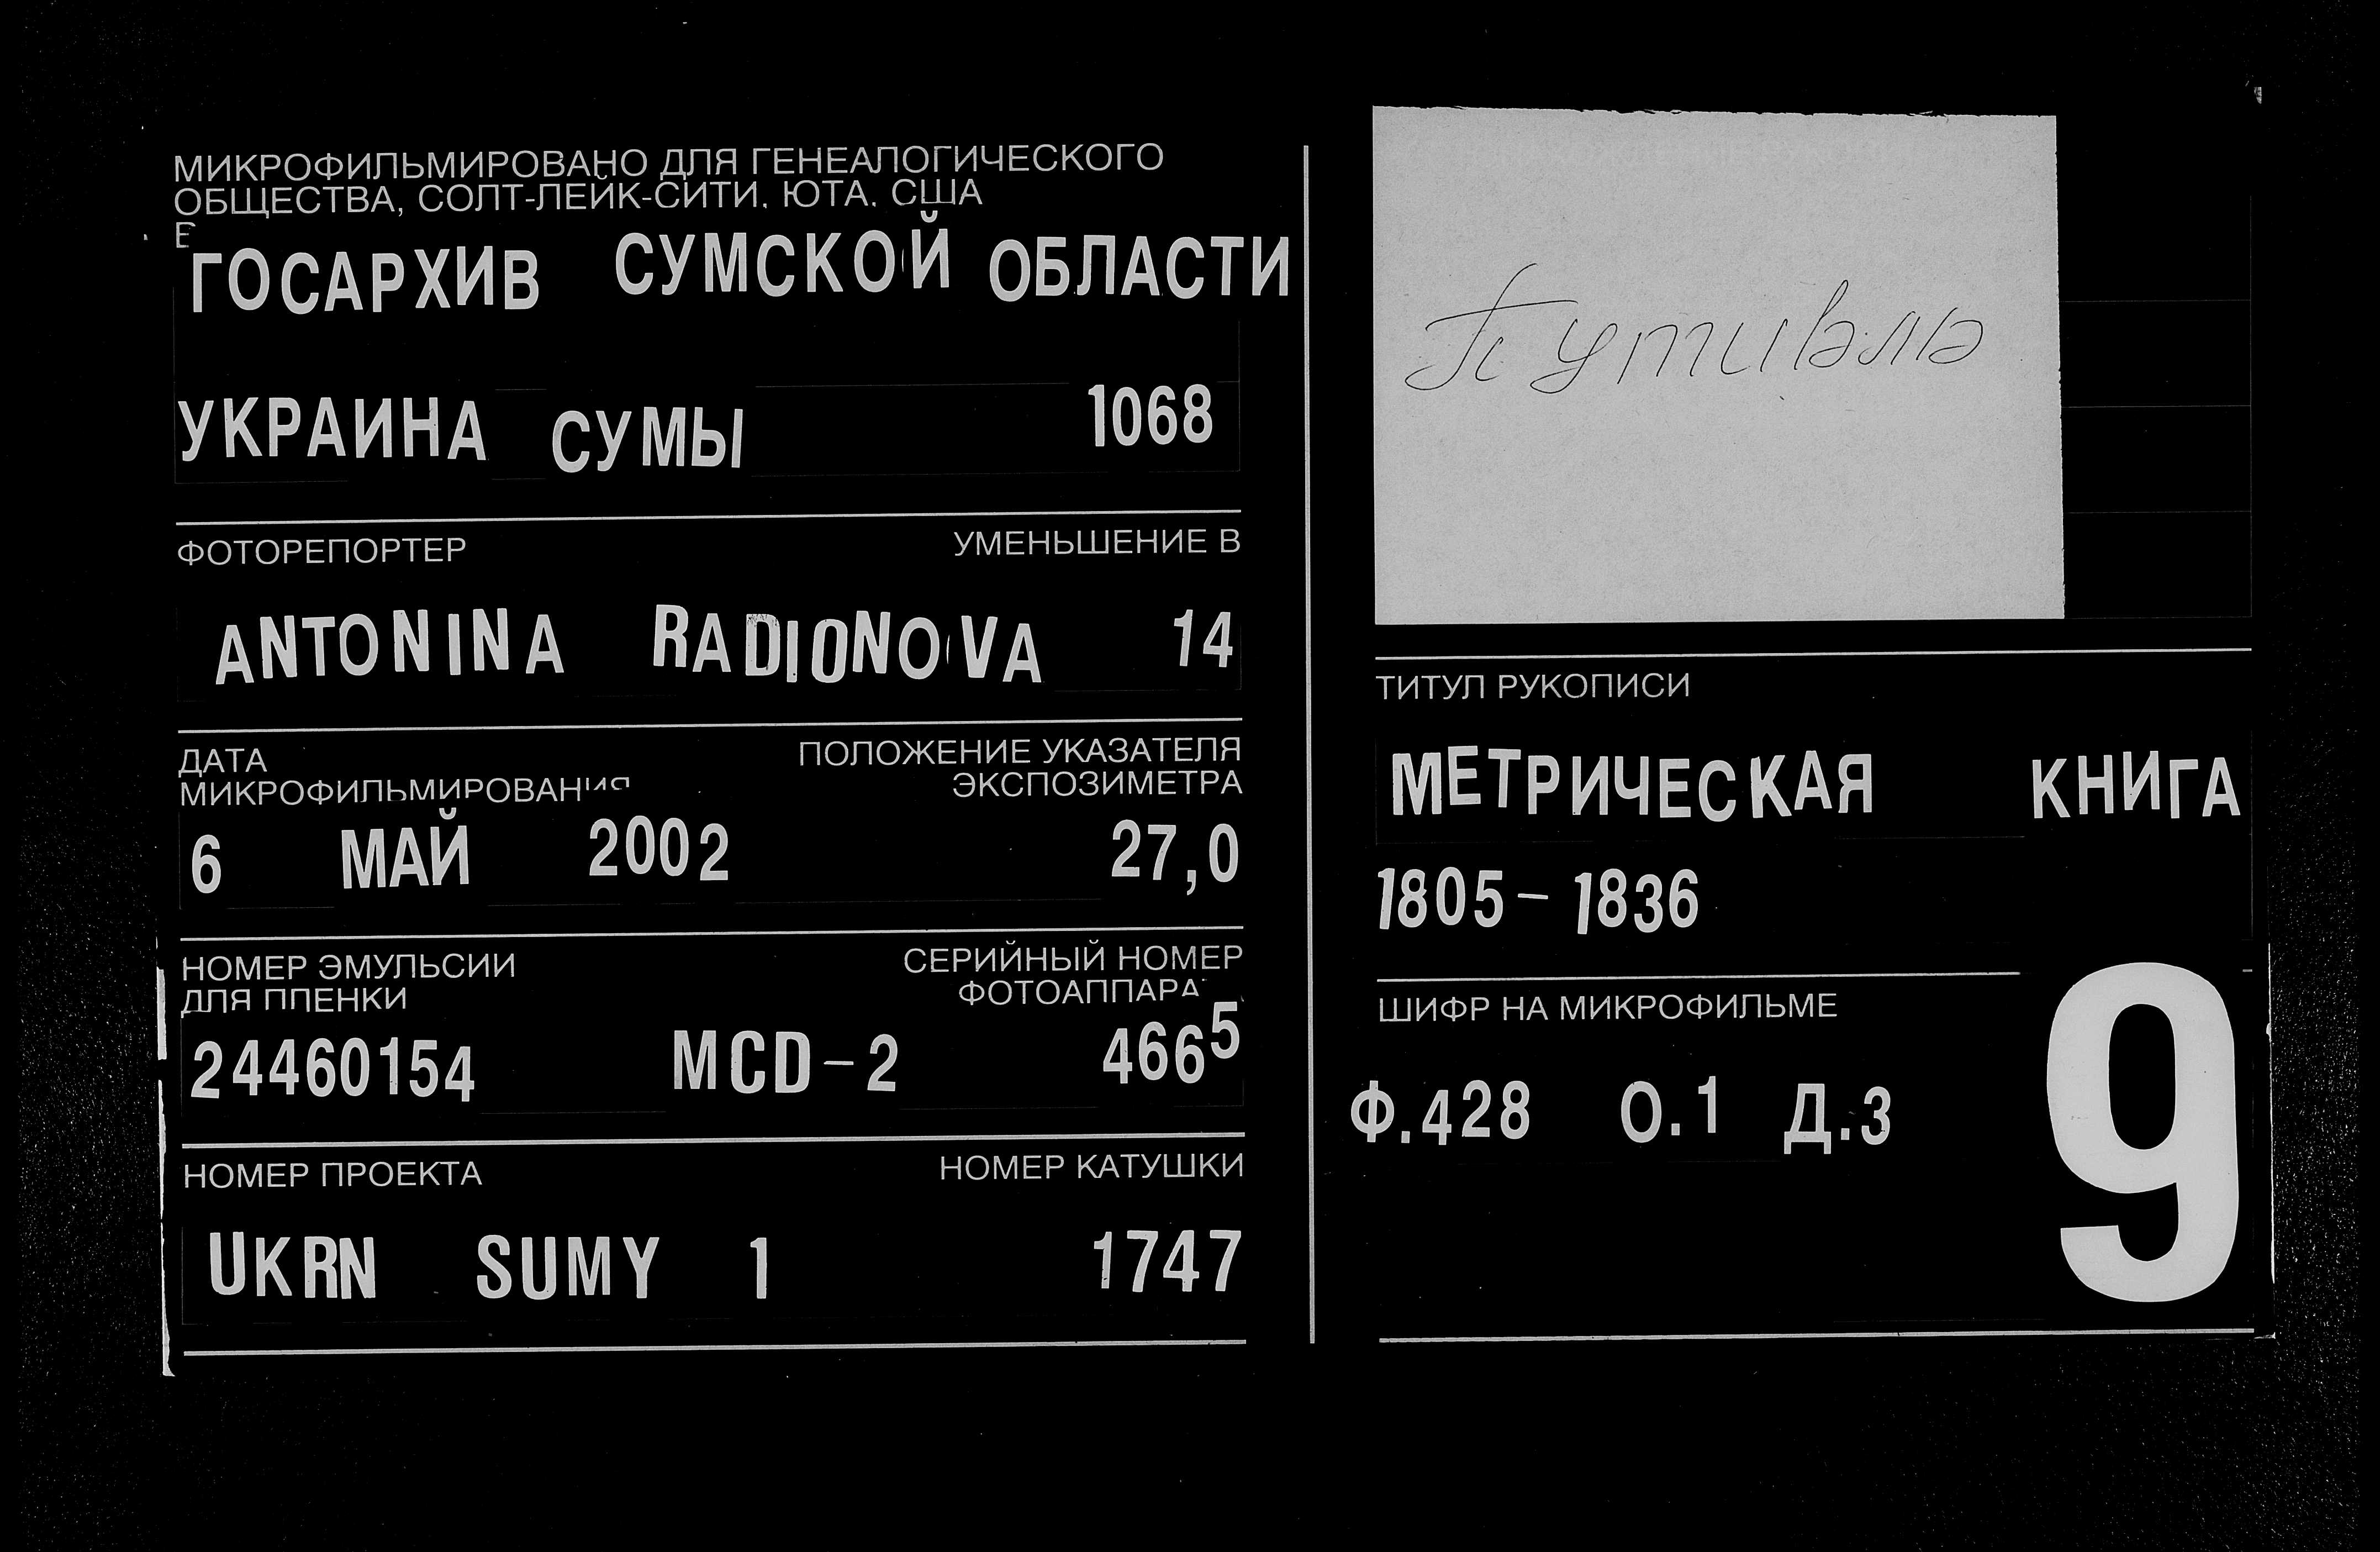 МИКРОФИЛЬМИРОВАНО ДЛЯ ГЕНЕАЛОГИЧЕСКОГО
ОБЩЕСТВА, СОЛТ-ЛЕЙК-СИТИ, ЮТА, США
В
ГОСАРХИВ СУМСКОЙ ОБЛАСТИ
УКРАИНА СУМЫ 1068
ФОТОРЕПОРТЕР УМЕНЬШЕНИЕ В
ANTONINA RADIONOVA 14
ДАТА
МИКРОФИЛЬМИРОВАНИЯ
ПОЛОЖЕНИЕ УКАЗАТЕЛЯ
ЭКСПОЗИМЕТРА
6 МАЙ 2002 27,0
НОМЕР ЭМУЛЬСИИ
ДЛЯ ПЛЕНКИ
СЕРИЙНЫЙ НОМЕР
ФОТОАППАРАТ
24460154 MCD-2 4665
НОМЕР ПРОЕКТА НОМЕР КАТУШКИ
UKRN SUMY 1 1747
Путивль
ТИТУЛ РУКОПИСИ
МЕТРИЧЕСКАЯ КНИГА
1805-1836
ШИФР НА МИКРОФИЛЬМЕ
Ф.428 О.1 Д.3
9